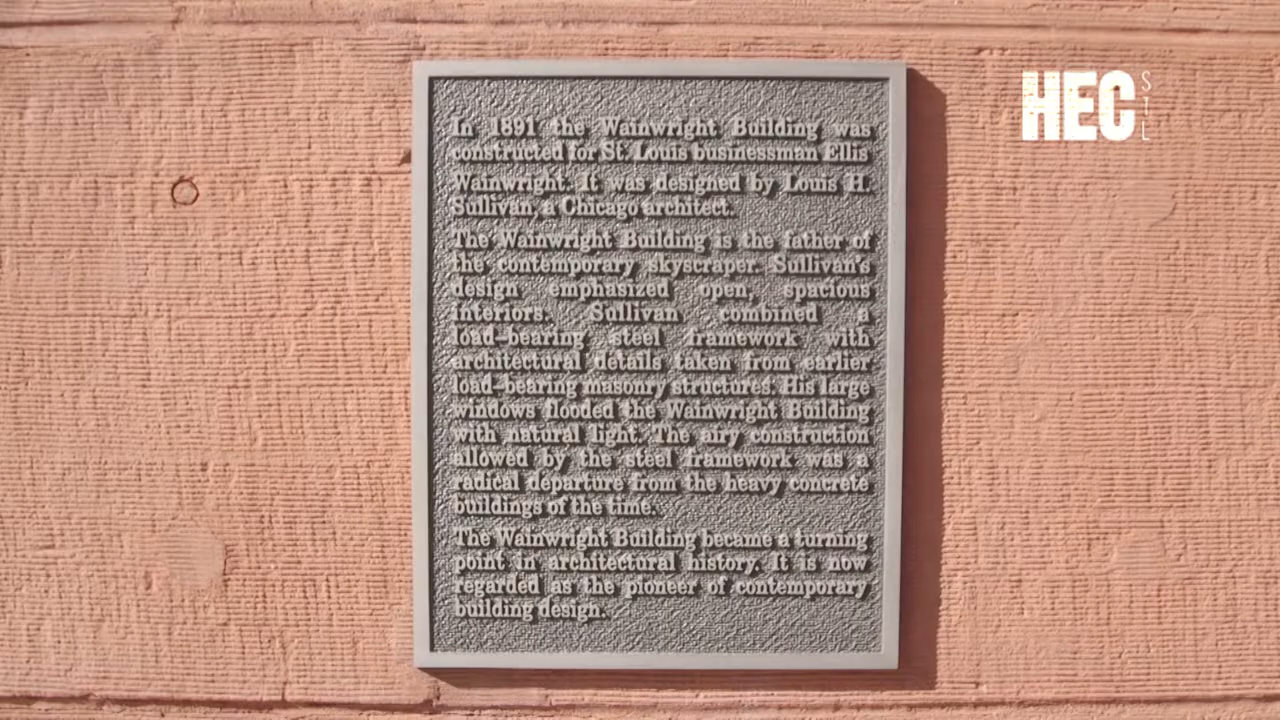 In 1891 the Wainwright Building was
constructed for St. Louis businessman Ellis
Wainwright. It was designed by Louis H.
Sullivan, a Chicago architect.
The Wainwright Building is the father of
the contemporary skyscraper. Sullivan's
design emphasized open, spacious
interiors. Sullivan combined a
load-bearing steel framework with
architectural details taken from earlier
load-bearing masonry structures. His large
windows flooded the Wainwright Building
with natural light. The airy construction
allowed by the steel framework was a
radical departure from the heavy concrete
buildings of the time.
The Wainwright Building became a turning
point in architectural history. It is now
regarded as the pioneer of contemporary
building design.
HEC STL